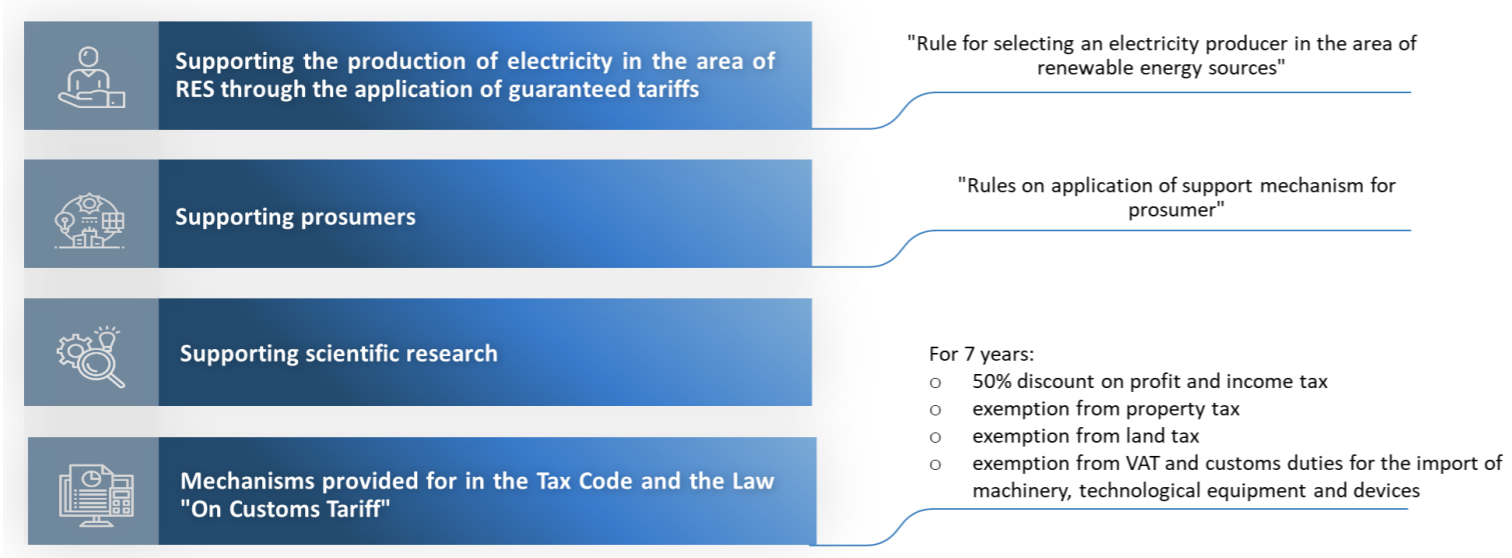 Supporting the production of electricity in the area of
RES through the application of guaranteed tariffs
"Rule for selecting an electricity producer in the area of
renewable energy sources"
Supporting prosumers
"Rules on application of support mechanism for
prosumer"
Supporting scientific research
Mechanisms provided for in the Tax Code and the Law
"On Customs Tariff"
For 7 years:
o 50% discount on profit and income tax
o exemption from property tax
o exemption from land tax
o exemption from VAT and customs duties for the import of
machinery, technological equipment and devices